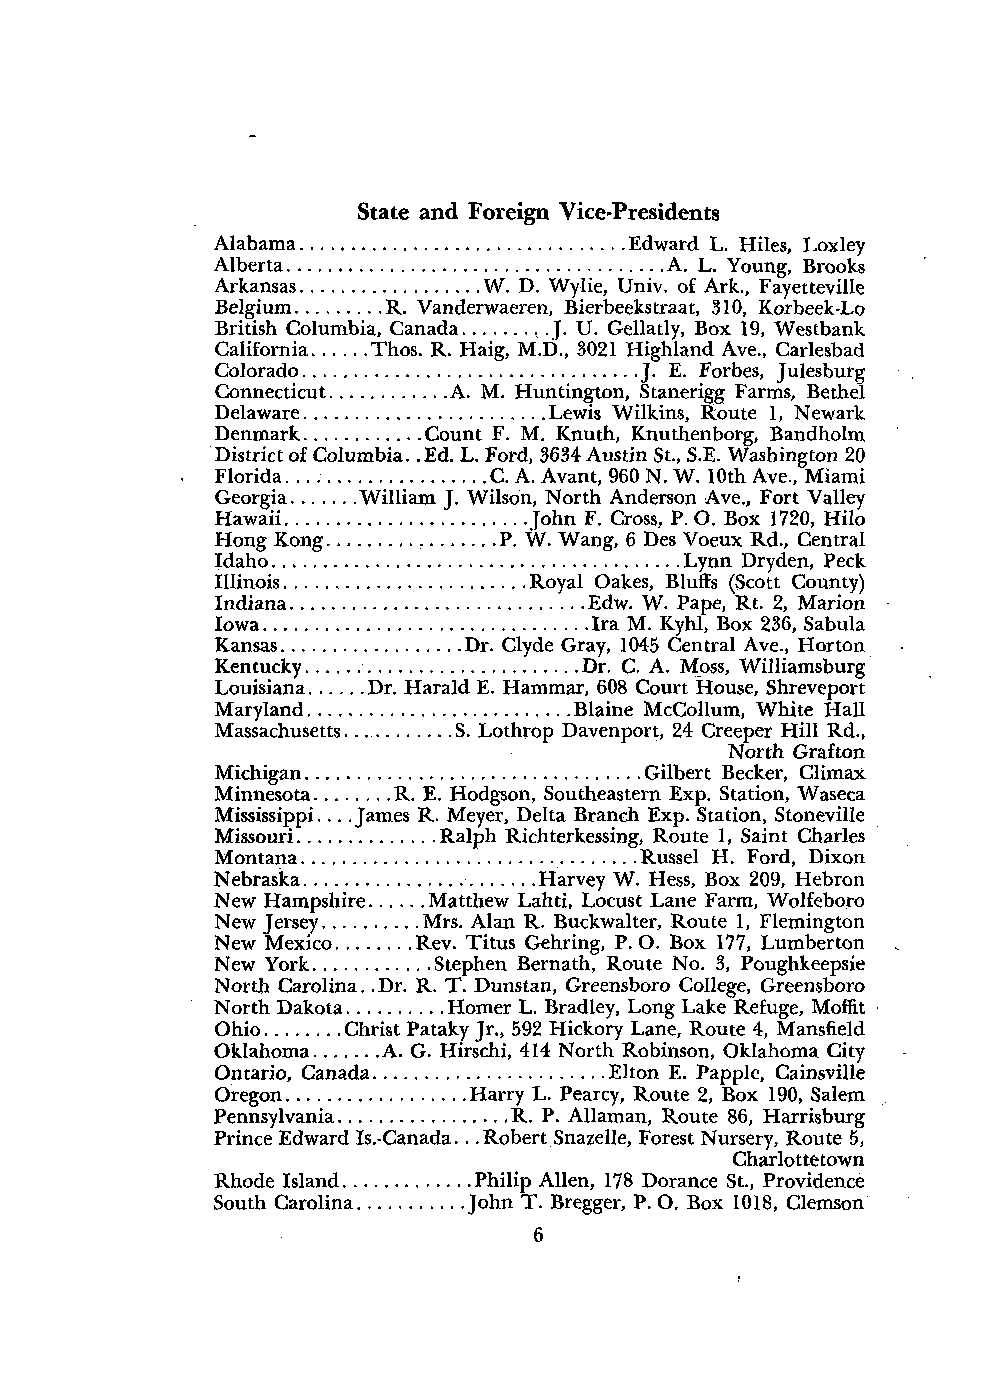 State and Foreign Vice-Presidents
Alabama................................Edward L. Hiles, Loxley
Alberta.....................................A. L. Young, Brooks
Arkansas..................W. D. Wylie, Univ. of Ark., Fayetteville
Belgium.........R. Vanderwaeren, Bierbeekstraat, 310, Korbeek-Lo
British Columbia, Canada.........J. U. Gellatly, Box 19, Westbank
California......Thos. R. Haig, M.D., 3021 Highland Ave., Carlesbad
Colorado.................................J. E. Forbes, Julesburg
Connecticut............A. M. Huntington, Stanerigg Farms, Bethel
Delaware........................Lewis Wilkins, Route 1, Newark
Denmark............Count F. M. Knuth, Knuthenborg, Bandholm
District of Columbia..Ed. L. Ford, 3634 Austin St., S.E. Washington 20
Florida....................C. A. Avant, 960 N. W. 10th Ave., Miami
Georgia.......William J. Wilson, North Anderson Ave., Fort Valley
Hawaii........................John F. Cross, P. O. Box 1720, Hilo
Hong Kong.................P. W. Wang, 6 Des Voeux Rd., Central
Idaho........................................Lynn Dryden, Peck
Illinois........................Royal Oakes, Bluffs (Scott County)
Indiana.............................Edw. W. Pape, Rt. 2, Marion
Iowa................................Ira M. Kyhl, Box 236, Sabula
Kansas..................Dr. Clyde Gray, 1045 Central Ave., Horton
Kentucky...........................Dr. C. A. Moss, Williamsburg
Louisiana......Dr. Harald E. Hammar, 608 Court House, Shreveport
Maryland..........................Blaine McCollum, White Hall
Massachusetts...........S. Lothrop Davenport, 24 Creeper Hill Rd.,
North Grafton
Michigan.................................Gilbert Becker, Climax
Minnesota........R. E. Hodgson, Southeastern Exp. Station, Waseca
Mississippi....James R. Meyer, Delta Branch Exp. Station, Stoneville
Missouri..............Ralph Richterkessing, Route 1, Saint Charles
Montana.................................Russel H. Ford, Dixon
Nebraska.......................Harvey W. Hess, Box 209, Hebron
New Hampshire......Matthew Lahti, Locust Lane Farm, Wolfeboro
New Jersey..........Mrs. Alan R. Buckwalter, Route 1, Flemington
New Mexico........Rev. Titus Gehring, P. O. Box 177, Lumberton
New York............Stephen Bernath, Route No. 3, Poughkeepsie
North Carolina..Dr. R. T. Dunstan, Greensboro College, Greensboro
North Dakota..........Homer L. Bradley, Long Lake Refuge, Moffit
Ohio........Christ Pataky Jr., 592 Hickory Lane, Route 4, Mansfield
Oklahoma.......A. G. Hirschi, 414 North Robinson, Oklahoma City
Ontario, Canada.......................Elton E. Papple, Cainsville
Oregon..................Harry L. Pearcy, Route 2, Box 190, Salem
Pennsylvania.................R. P. Allaman, Route 86, Harrisburg
Prince Edward Is.-Canada...Robert Snazelle, Forest Nursery, Route 5,
Charlottetown
Rhode Island.............Philip Allen, 178 Dorance St., Providence
South Carolina...........John T. Bregger, P. O. Box 1018, Clemson
6